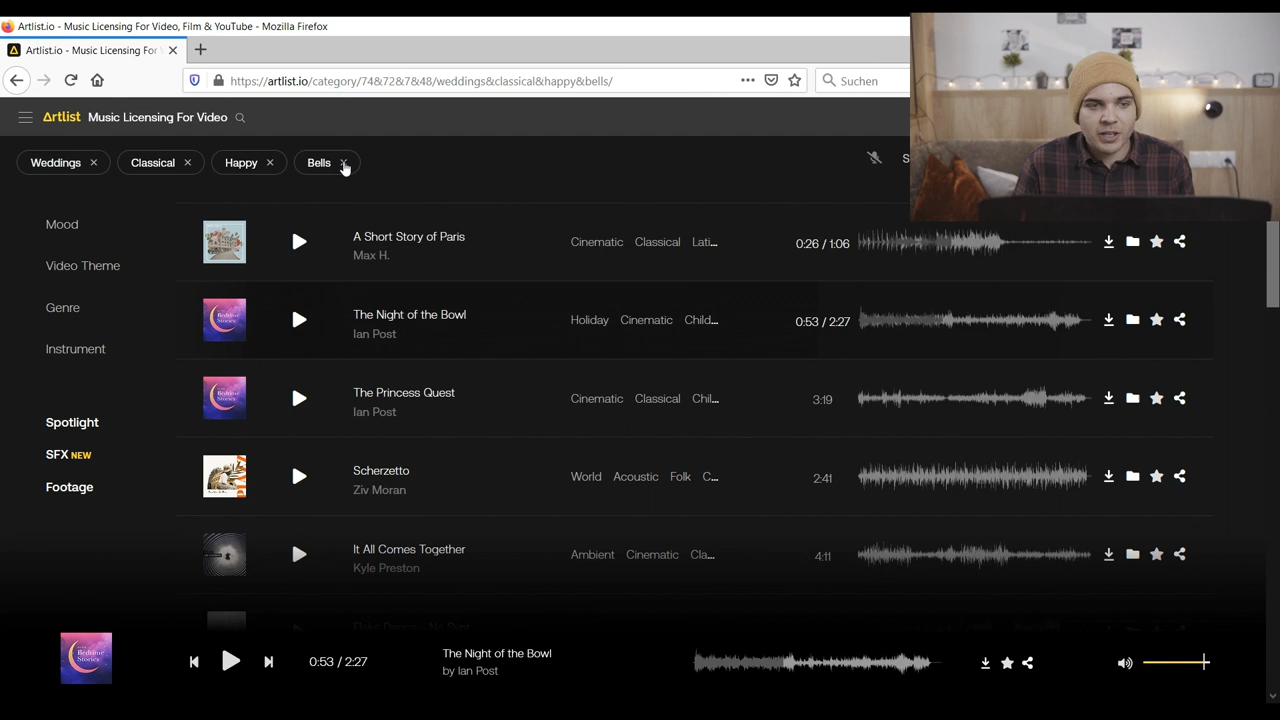 Artlist.io - Music Licensing For Video, Film & YouTube - Mozilla Firefox
Artlist.io - Music Licensing For
https://artlist.io/category/74&72&7&48/weddings&classical&happy&bells/
Suchen
Artlist Music Licensing For Video
Weddings Classical Happy Bells S
Mood
Video Theme
Genre
Instrument
Spotlight
SFX NEW
Footage
A Short Story of Paris
Max H.
Cinematic Classical Lati...
0:26 / 1:06
The Night of the Bowl
Ian Post
Holiday Cinematic Child...
0:53 / 2:27
The Princess Quest
Ian Post
Cinematic Classical Chil...
3:19
Scherzetto
Ziv Moran
World Acoustic Folk C...
2:41
It All Comes Together
Kyle Preston
Ambient Cinematic Cla...
4:11
0:53 / 2:27
The Night of the Bowl
by Ian Post
Bedtime
Stories